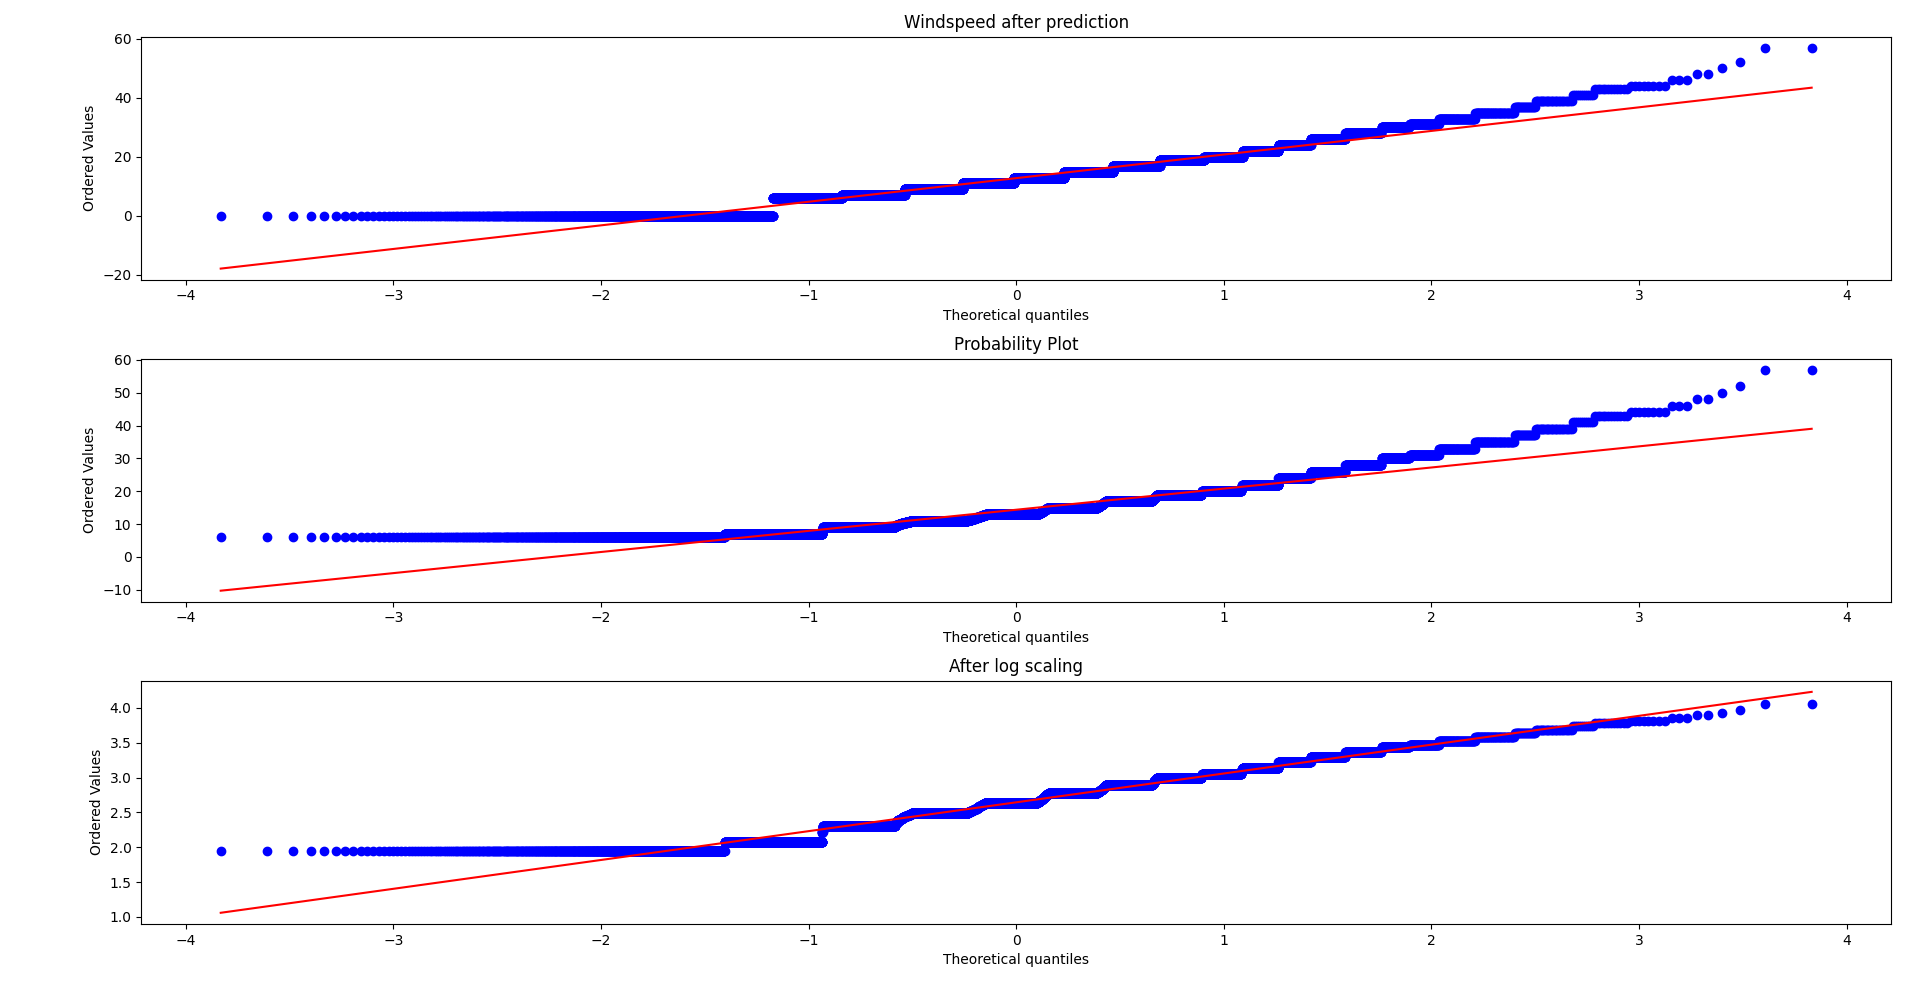 Windspeed after prediction
60
40
20
0
−20
Ordered Values
−4 −3 −2 −1 0 1 2 3 4
Theoretical quantiles
Probability Plot
60
50
40
30
20
10
0
−10
Ordered Values
−4 −3 −2 −1 0 1 2 3 4
Theoretical quantiles
After log scaling
4.0
3.5
3.0
2.5
2.0
1.5
1.0
Ordered Values
−4 −3 −2 −1 0 1 2 3 4
Theoretical quantiles